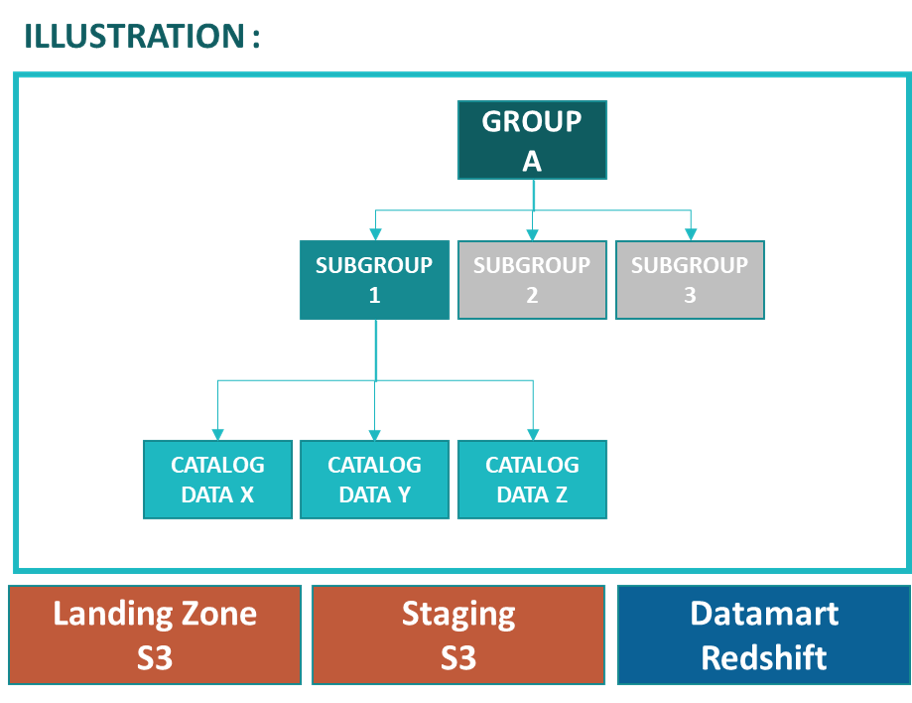 ILLUSTRATION :
GROUP
A
SUBGROUP
1
SUBGROUP
2
SUBGROUP
3
CATALOG
DATA X
CATALOG
DATA Y
CATALOG
DATA Z
Landing Zone
S3
Staging
S3
Datamart
Redshift